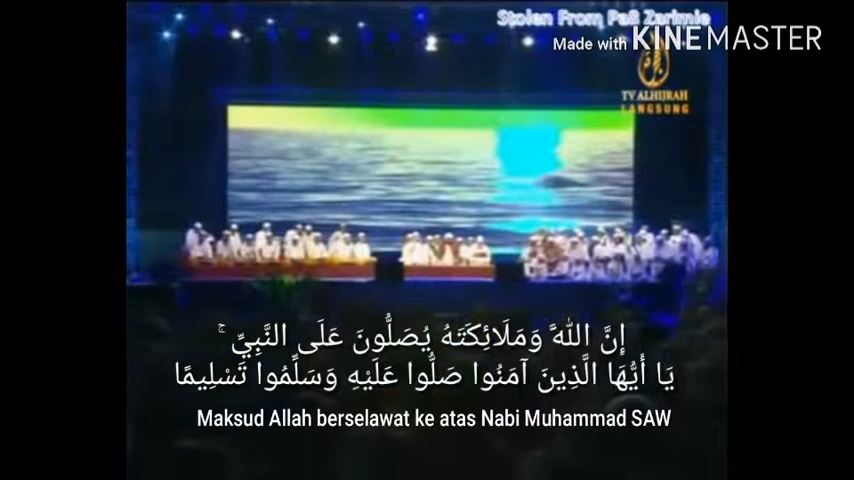 Stolen From Paß Zarimie
Made with KINEMASTER
TV ALHIJRAH
LANGSUNG
إِنَّ اللَّهَ وَمَلَائِكَتَهُ يُصَلُّونَ عَلَى النَّبِيِّ ۚ
يَا أَيُّهَا الَّذِينَ آمَنُوا صَلُّوا عَلَيْهِ وَسَلِّمُوا تَسْلِيمًا
Maksud Allah berselawat ke atas Nabi Muhammad SAW